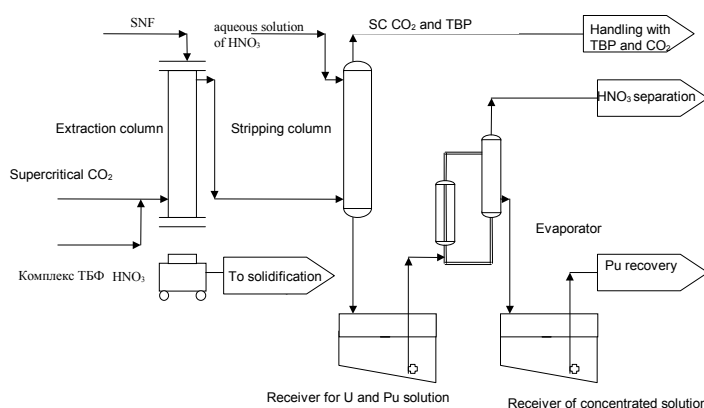 SNF
aqueous solution
of HNO₃
SC CO₂ and TBP
Handling with
TBP and CO₂
HNO₃ separation
Extraction column
Stripping column
Supercritical CO₂
Evaporator
Комплекс ТБФ HNO₃
To solidification
Pu recovery
Receiver for U and Pu solution
Receiver of concentrated solution